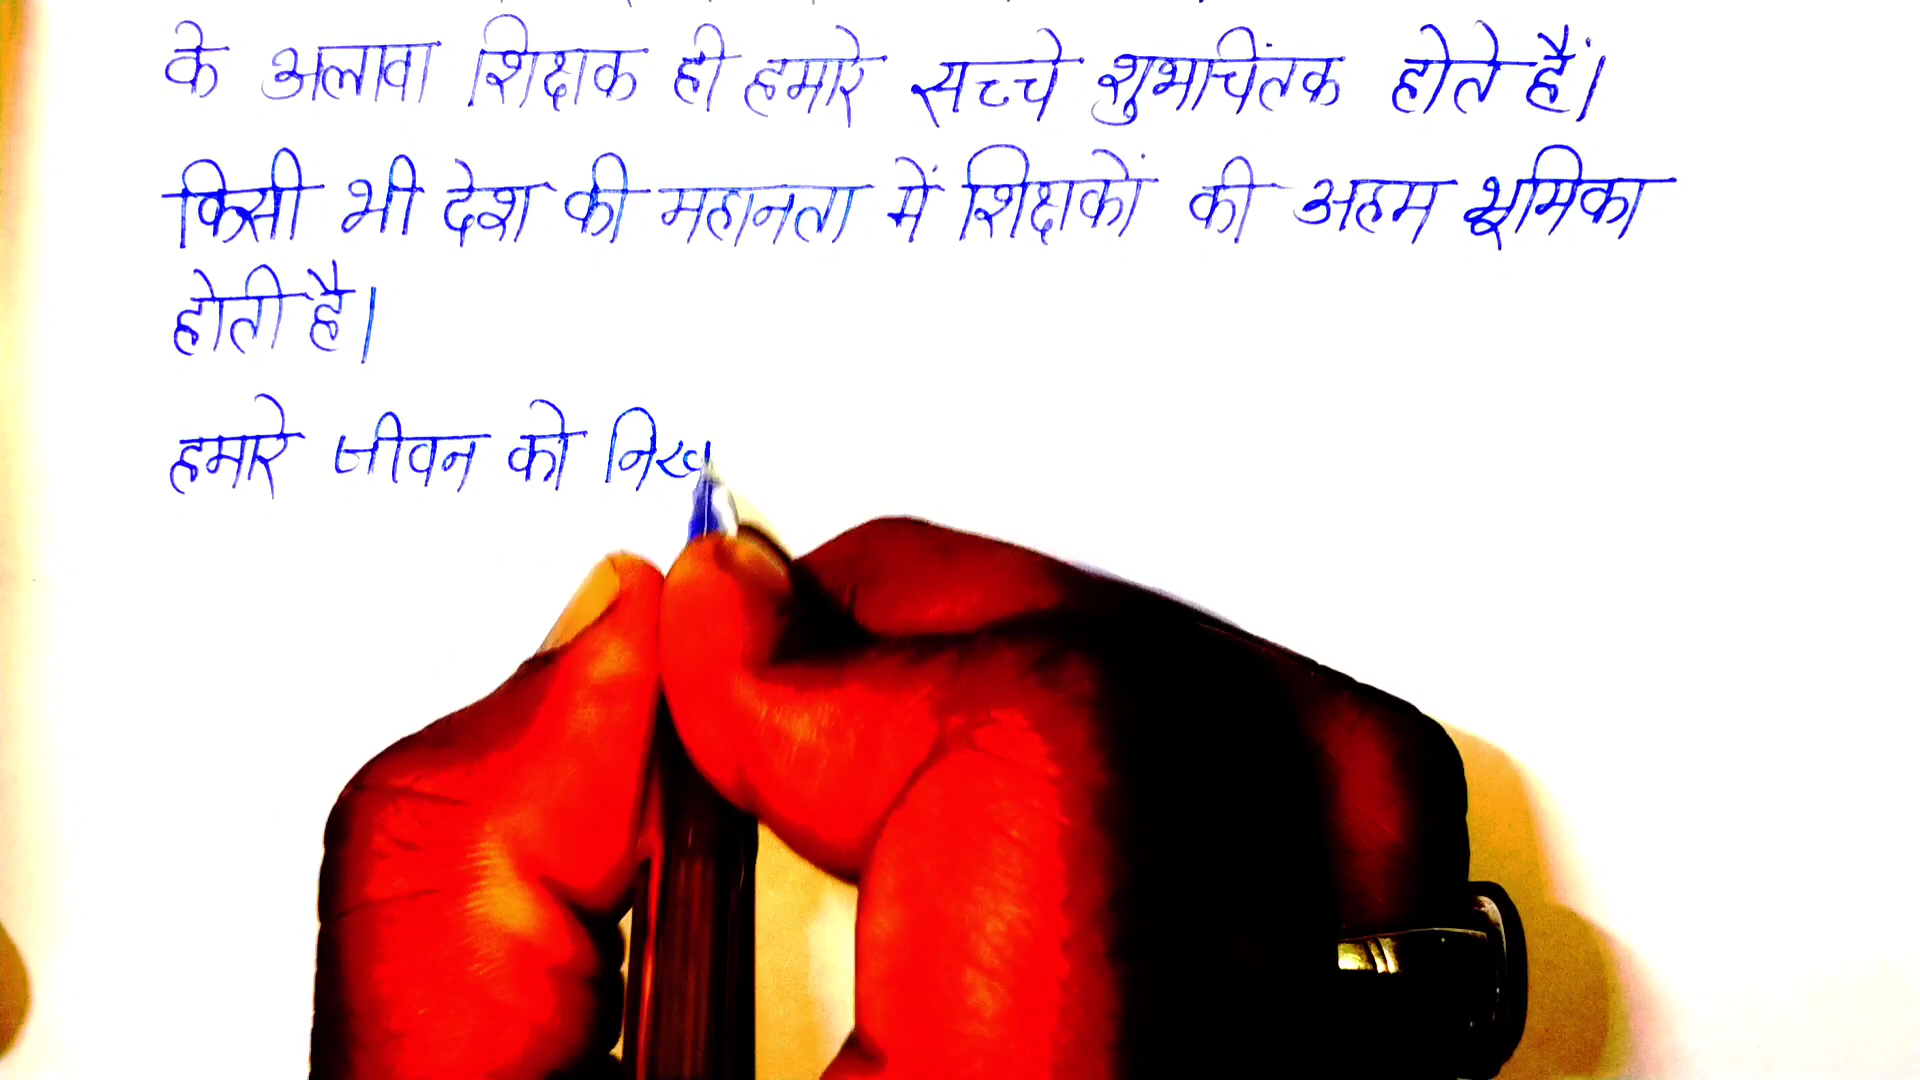 के अलावा शिक्षक ही हमारे सच्चे शुभचिंतक होते हैं।
किसी भी देश की महानता में शिक्षकों की अहम भूमिका
होती है।
हमारे जीवन को निख